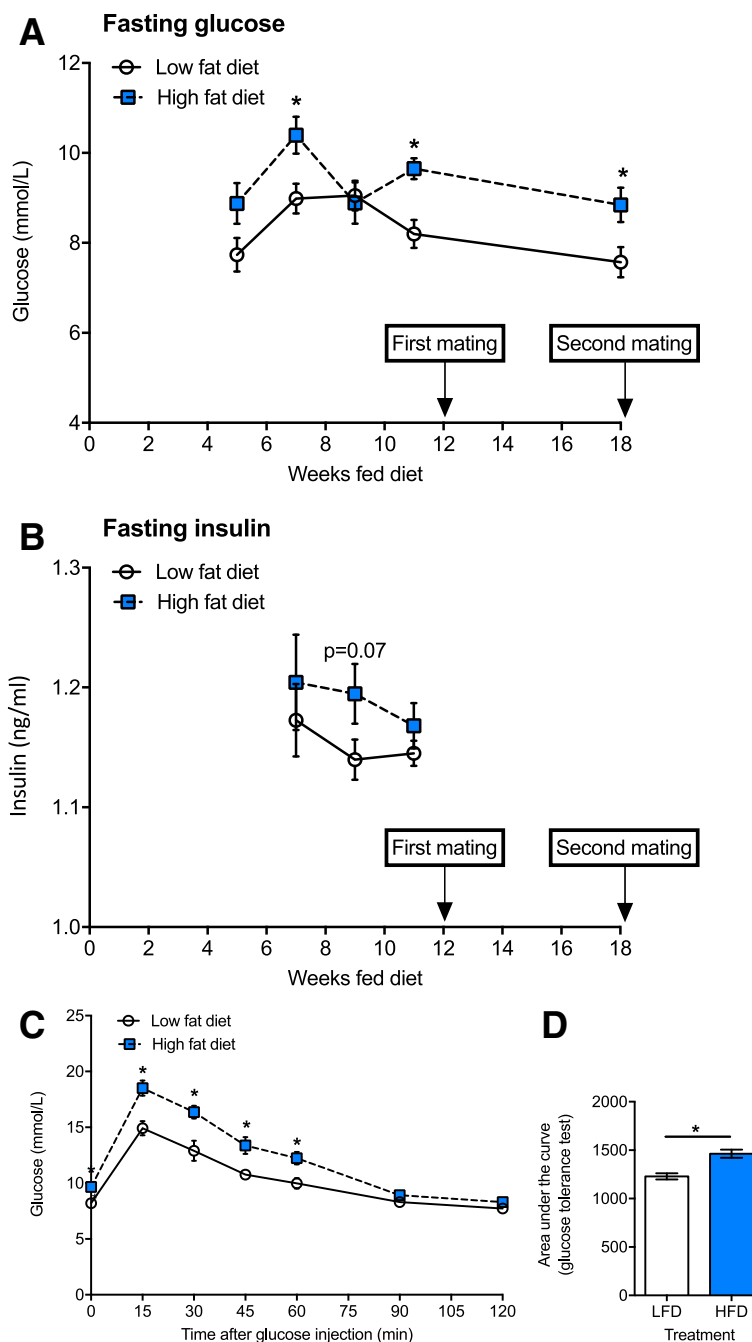 A
Fasting glucose
Low fat diet
High fat diet
Glucose (mmol/L)
12
10
8
6
4
*
*
*
First mating
Second mating
0 2 4 6 8 10 12 14 16 18
Weeks fed diet
B
Fasting insulin
Low fat diet
High fat diet
Insulin (ng/ml)
1.3
1.2
1.1
1.0
p=0.07
First mating
Second mating
0 2 4 6 8 10 12 14 16 18
Weeks fed diet
C
Low fat diet
High fat diet
Glucose (mmol/L)
25
20
15
10
5
0
*
*
*
*
*
*
0 15 30 45 60 75 90 105 120
Time after glucose injection (min)
D
Area under the curve
(glucose tolerance test)
2000
1500
1000
500
0
*
LFD HFD
Treatment